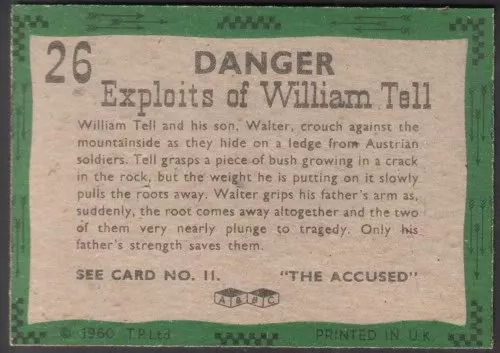 26
DANGER
Exploits of William Tell
William Tell and his son, Walter, crouch against the
mountainside as they hide on a ledge from Austrian
soldiers. Tell grasps a piece of bush growing in a crack
in the rock, but the weight he is putting on it slowly
pulls the roots away. Walter grips his father's arm as,
suddenly, the root comes away altogether and the two
of them very nearly plunge to tragedy. Only his
father's strength saves them.
SEE CARD NO. 11. "THE ACCUSED"
A & B C
© 1960 T.P. Ltd PRINTED IN U.K